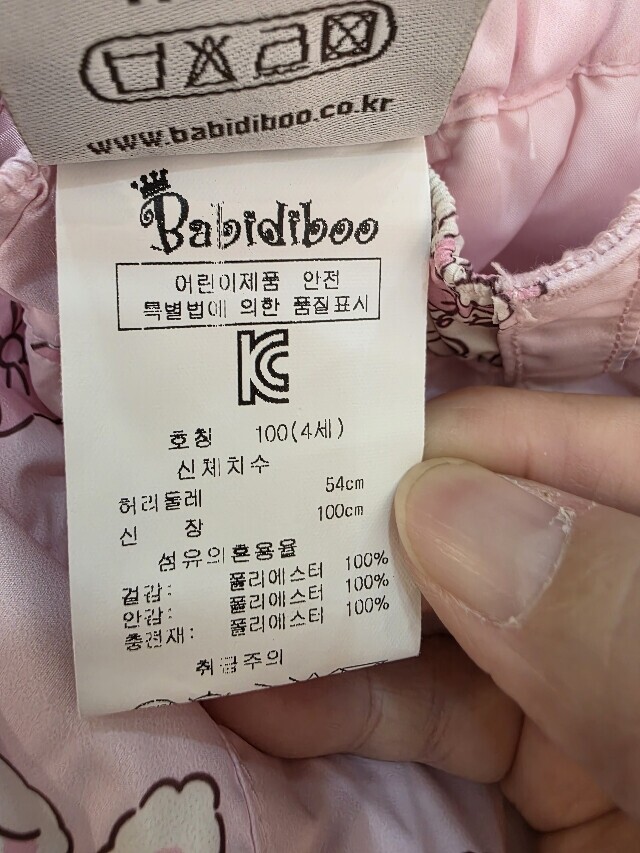 www.babidiboo.co.kr
Babidiboo
어린이제품 안전
특별법에 의한 품질표시
KC
호칭 100(4세)
신체치수
허리둘레 54cm
신 장 100cm
섬유의혼용율
겉감: 폴리에스터 100%
안감: 폴리에스터 100%
충전재: 폴리에스터 100%
취급주의